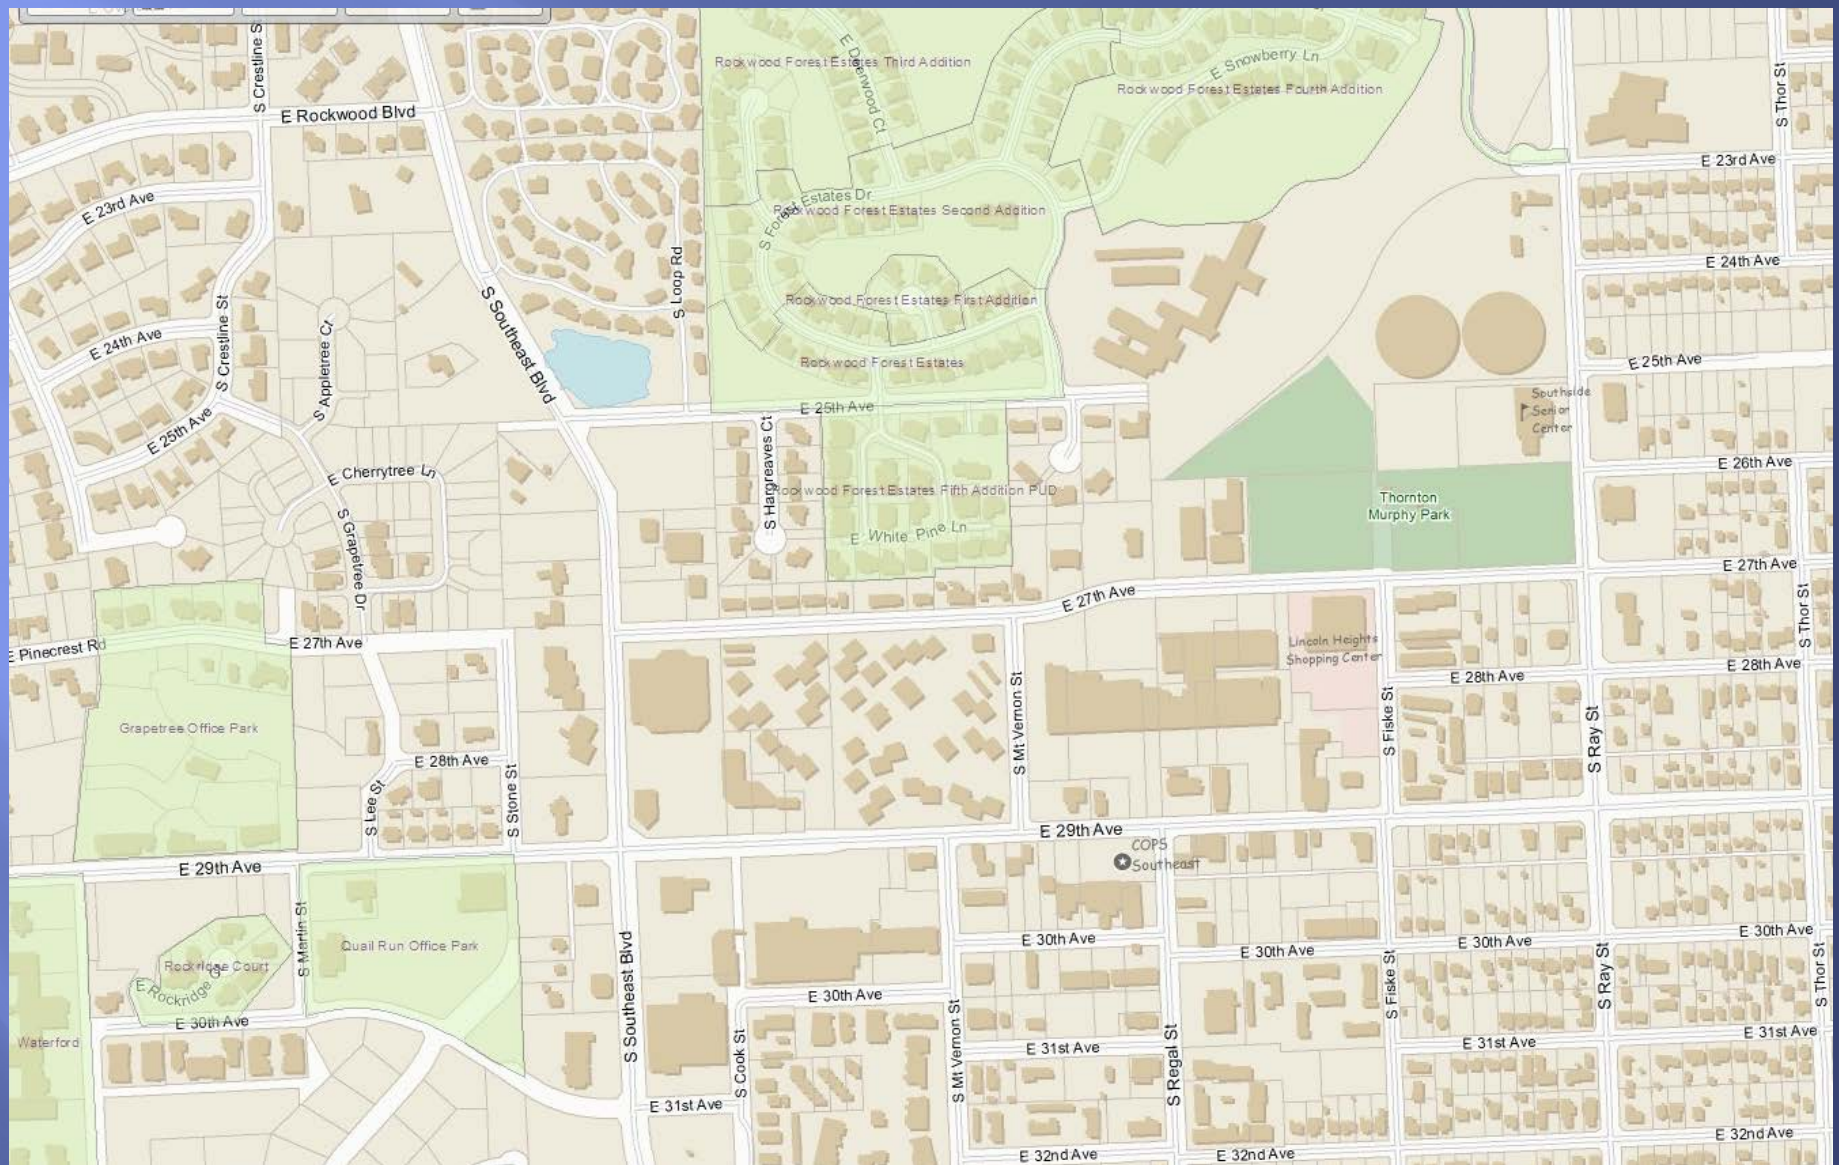 S Crestline St
E Rockwood Blvd
Rockwood Forest Estates Third Addition
E Deerwood Ct
E Snowberry Ln
Rockwood Forest Estates Fourth Addition
S Thor St
E 23rd Ave
E 23rd Ave
S Forest Estates Dr
Rockwood Forest Estates Second Addition
S Loop Rd
E 24th Ave
S Crestline St
S Southeast Blvd
Rockwood Forest Estates First Addition
E 24th Ave
S Appletree Ct
Rockwood Forest Estates
E 25th Ave
E 25th Ave
E 25th Ave
Southside
Senior
Center
E Cherrytree Ln
S Hargreaves Ct
E 26th Ave
Rockwood Forest Estates Fifth Addition PUD
Thornton
Murphy Park
S Grapetree Dr
E White Pine Ln
E 27th Ave
E 27th Ave
S Thor St
E Pinecrest Rd
E 27th Ave
Lincoln Heights
Shopping Center
E 28th Ave
E 28th Ave
S Mt Vernon St
S Fiske St
S Ray St
Grapetree Office Park
E 28th Ave
S Lee St
S Stone St
E 29th Ave
COPS
Southeast
E 29th Ave
S Martin St
Quail Run Office Park
S Southeast Blvd
E 30th Ave
E 30th Ave
E 30th Ave
E 30th Ave
Rockridge Court
E Rockridge
S Fiske St
S Ray St
S Thor St
E 30th Ave
E 30th Ave
Waterford
S Cook St
S Mt Vernon St
E 31st Ave
S Regal St
E 31st Ave
E 31st Ave
E 31st Ave
E 32nd Ave
E 32nd Ave
E 32nd Ave